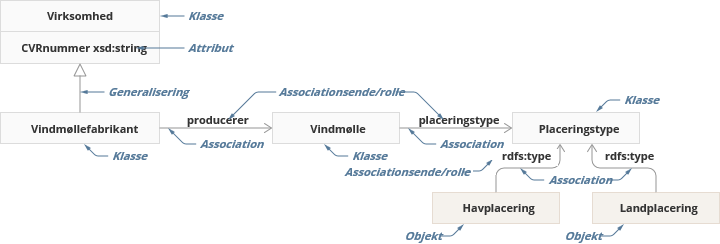 Virksomhed
Klasse
CVRnummer xsd:string
Attribut
Generalisering
Associationsende/rolle
Klasse
Vindmøllefabrikant
producerer
Vindmølle
placeringstype
Placeringstype
Association
Association
Klasse
Klasse
rdfs:type
rdfs:type
Associationsende/rolle
Association
Havplacering
Landplacering
Objekt
Objekt